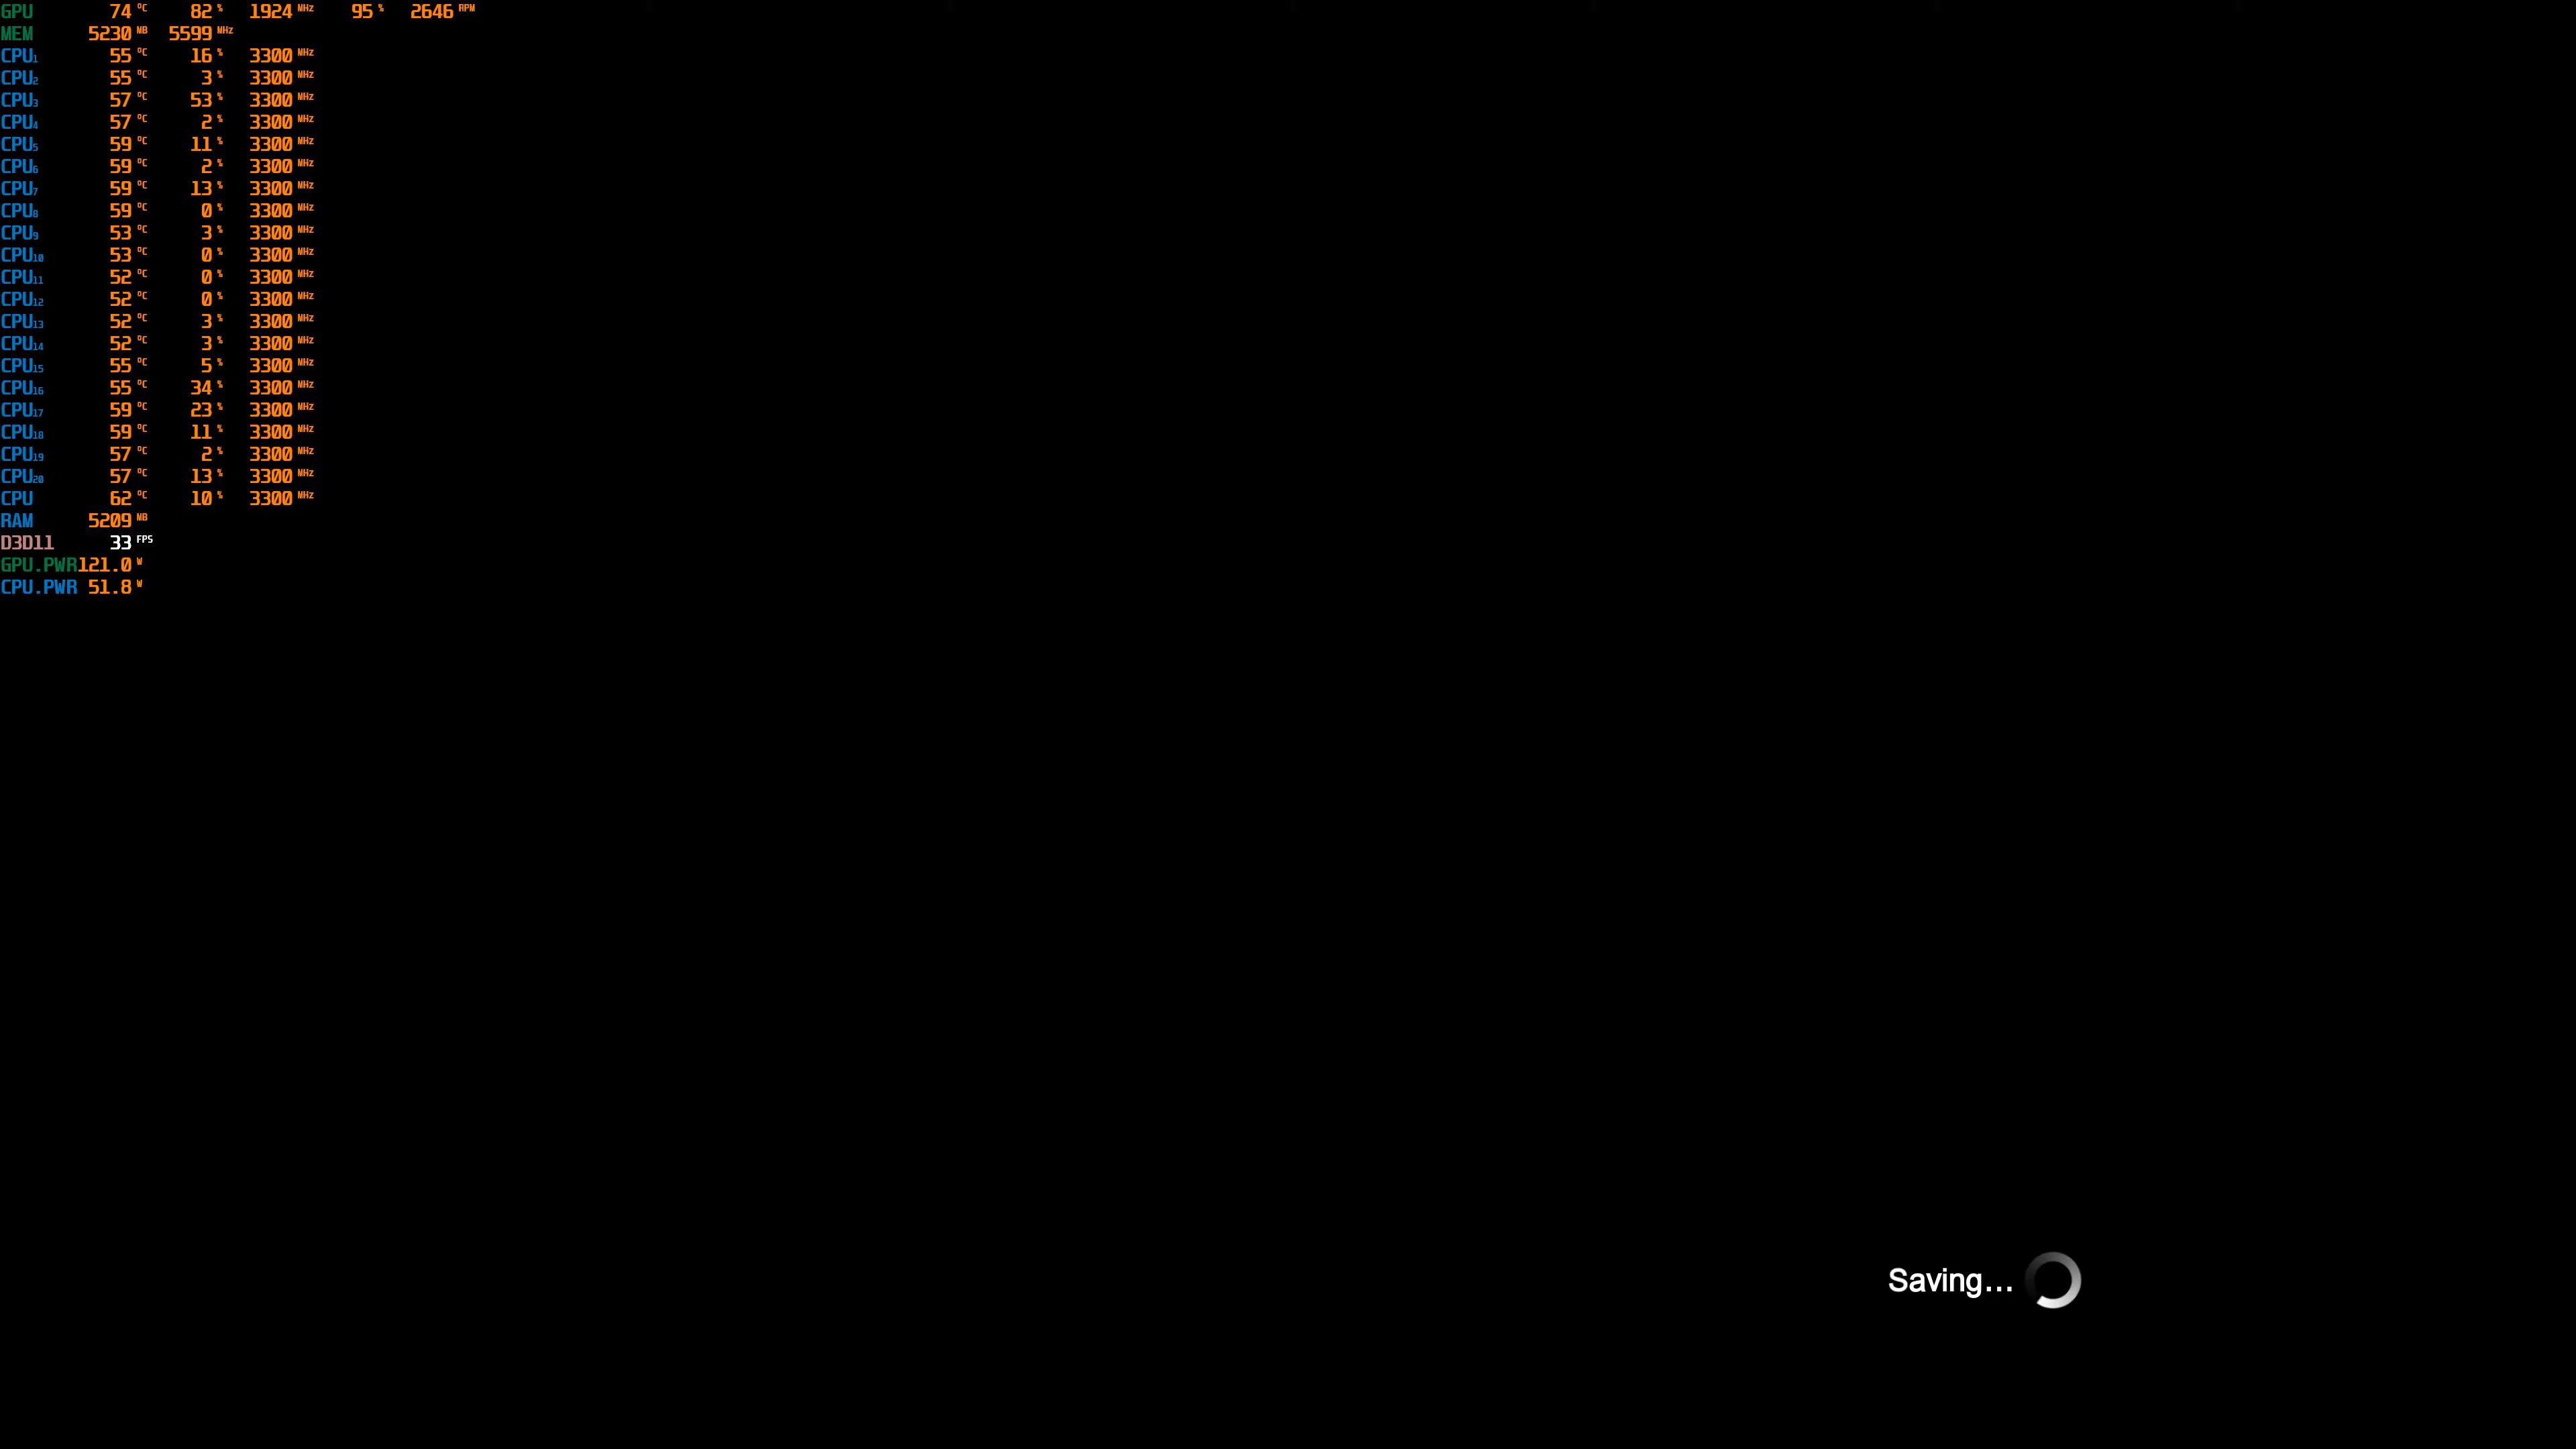 GPU 74 °C 82 % 1924 MHz 95 % 2646 RPM
MEM 5230 MB 5599 MHz
CPU1 55 °C 16 % 3300 MHz
CPU2 55 °C 3 % 3300 MHz
CPU3 57 °C 53 % 3300 MHz
CPU4 57 °C 2 % 3300 MHz
CPU5 59 °C 11 % 3300 MHz
CPU6 59 °C 2 % 3300 MHz
CPU7 59 °C 13 % 3300 MHz
CPU8 59 °C 0 % 3300 MHz
CPU9 53 °C 3 % 3300 MHz
CPU10 53 °C 0 % 3300 MHz
CPU11 52 °C 0 % 3300 MHz
CPU12 52 °C 0 % 3300 MHz
CPU13 52 °C 3 % 3300 MHz
CPU14 52 °C 3 % 3300 MHz
CPU15 55 °C 5 % 3300 MHz
CPU16 55 °C 34 % 3300 MHz
CPU17 59 °C 23 % 3300 MHz
CPU18 59 °C 11 % 3300 MHz
CPU19 57 °C 2 % 3300 MHz
CPU20 57 °C 13 % 3300 MHz
CPU 62 °C 10 % 3300 MHz
RAM 5209 MB
D3D11 33 FPS
GPU.PWR 121.0 W
CPU.PWR 51.8 W
Saving...